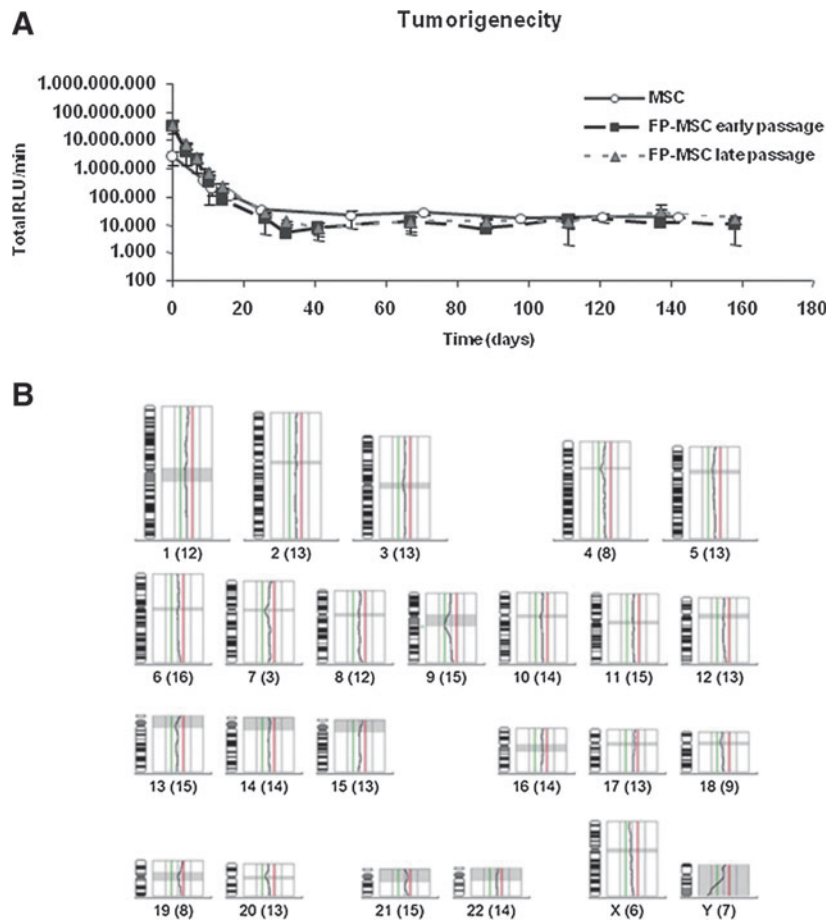 A
Tumorigenecity
1.000.000.000
100.000.000
10.000.000
1.000.000
100.000
10.000
1.000
100
Total RLU/min
MSC
FP-MSC early passage
FP-MSC late passage
0 20 40 60 80 100 120 140 160 180
Time (days)
B
1 (12) 2 (13) 3 (13) 4 (8) 5 (13)
6 (16) 7 (3) 8 (12) 9 (15) 10 (14) 11 (15) 12 (13)
13 (15) 14 (14) 15 (13) 16 (14) 17 (13) 18 (9)
19 (8) 20 (13) 21 (15) 22 (14) X (6) Y (7)